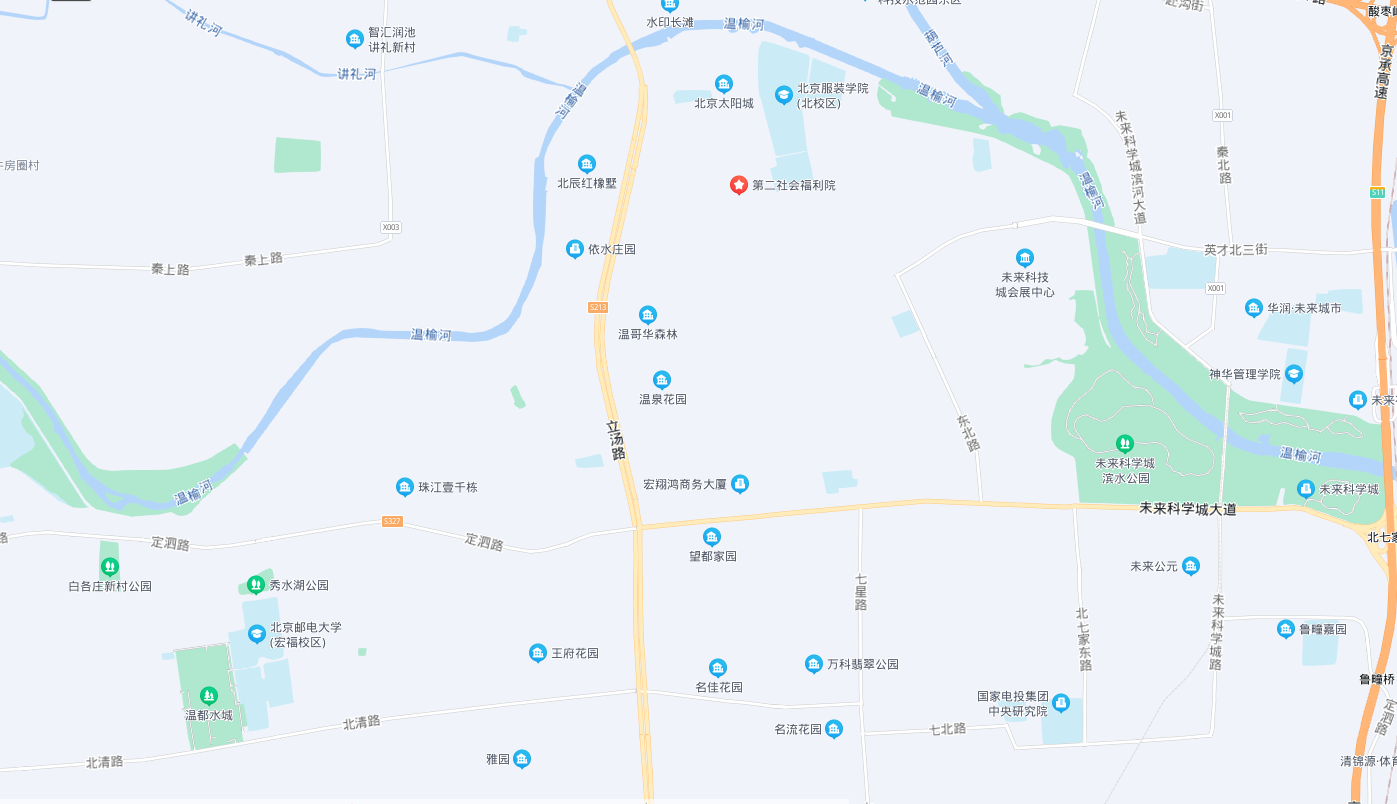 水印长滩
温榆河
讲礼河
智汇润池
讲礼新村
讲礼河
温榆河
北京太阳城
北京服装学院
(北校区)
温榆河
京承高速
X001
未来科学城滨河大道
秦北路
房圈村
北辰红橡墅
第二社会福利院
温榆河
S11
X003
秦上路
秦上路
依水庄园
英才北三街
未来科技
城会展中心
X001
S213
华润·未来城市
温哥华森林
温榆河
神华管理学院
温泉花园
立汤路
东北路
未来科学城
滨水公园
温榆河
珠江壹千栋
宏翔鸿商务大厦
未来科学城
温榆河
未来科学城大道
S327
定泗路
定泗路
望都家园
北七家
白各庄新村公园
秀水湖公园
未来公元
七星路
北七家东路
未来科学城路
北京邮电大学
(宏福校区)
鲁疃嘉园
王府花园
万科翡翠公园
名佳花园
鲁疃桥
国家电投集团
中央研究院
温都水城
北清路
定泗路
名流花园
七北路
北清路
雅园
清锦源·体育